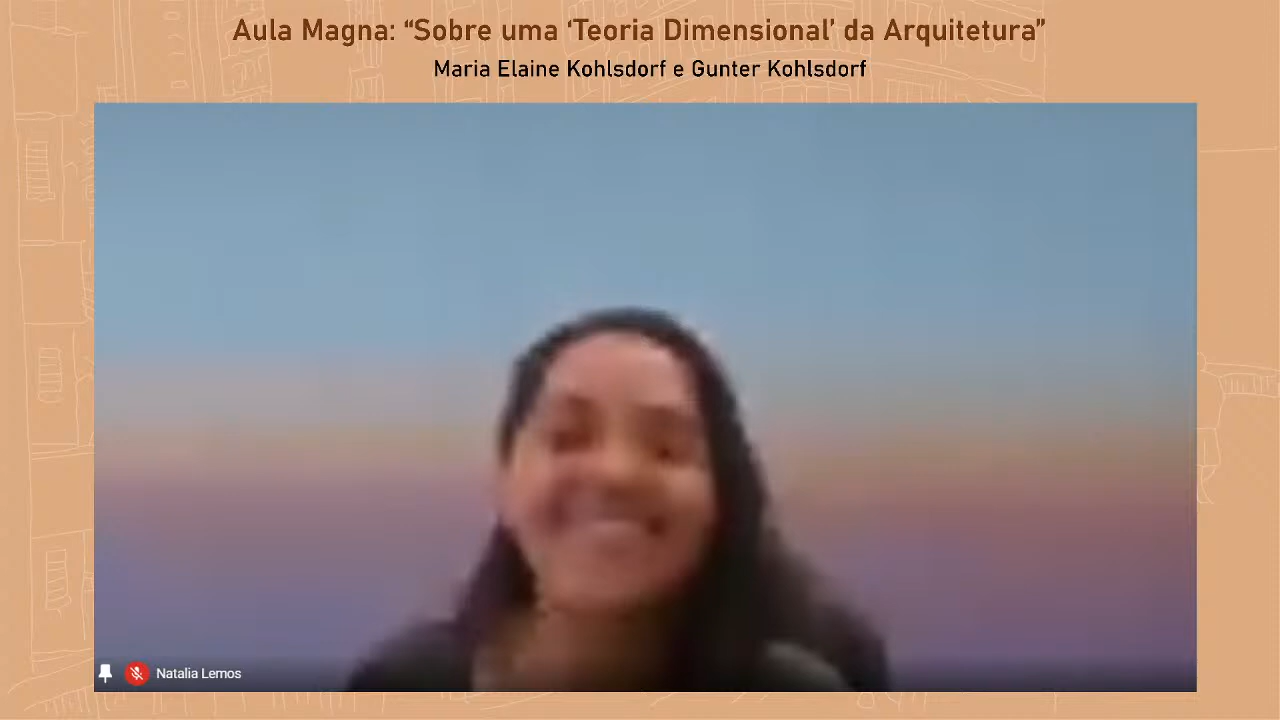 Aula Magna: “Sobre uma ‘Teoria Dimensional’ da Arquitetura”
Maria Elaine Kohlsdorf e Gunter Kohlsdorf
Natalia Lemos